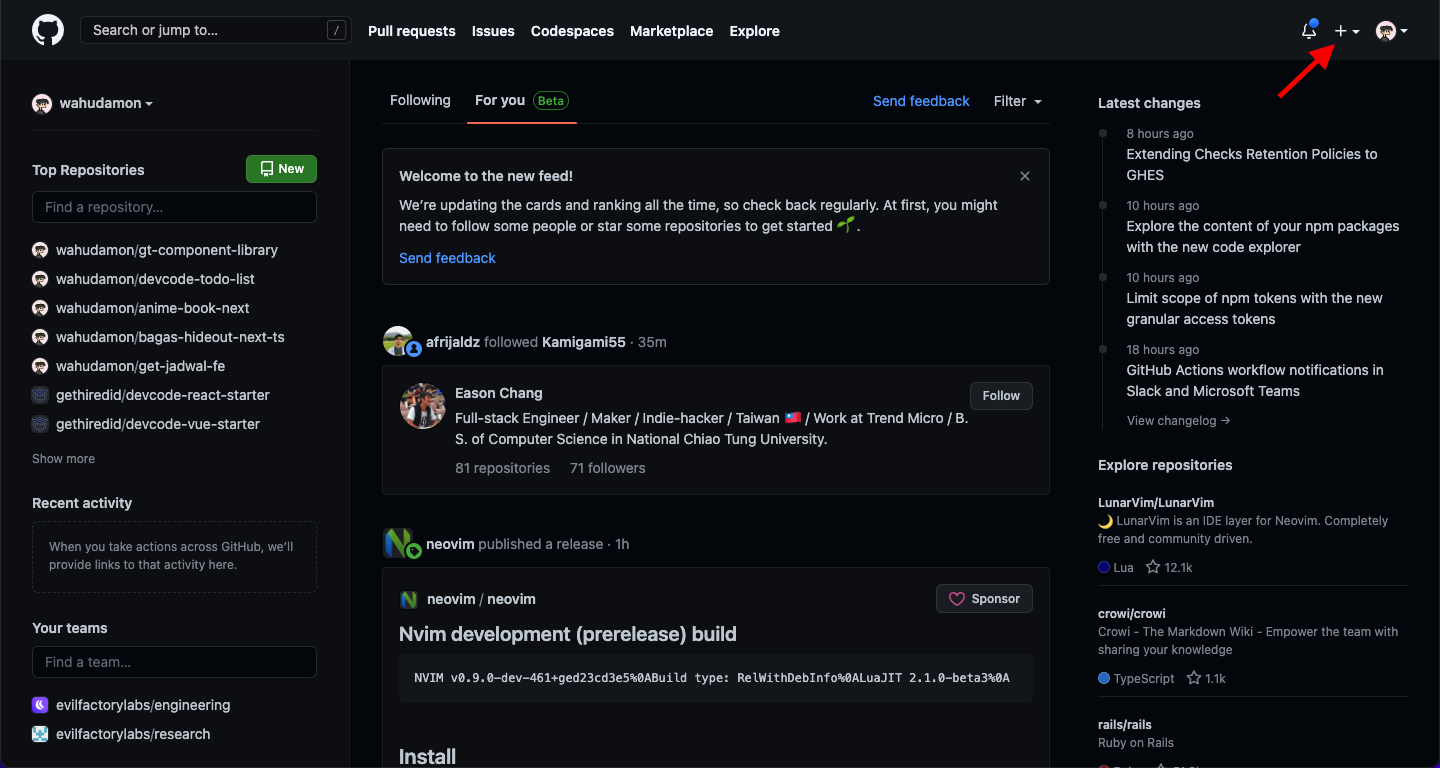 Search or jump to...
/
Pull requests
Issues
Codespaces
Marketplace
Explore
wahudamon
Top Repositories
New
Find a repository...
wahudamon/gt-component-library
wahudamon/devcode-todo-list
wahudamon/anime-book-next
wahudamon/bagas-hideout-next-ts
wahudamon/get-jadwal-fe
gethiredid/devcode-react-starter
gethiredid/devcode-vue-starter
Show more
Recent activity
When you take actions across GitHub, we’ll
provide links to that activity here.
Your teams
Find a team...
evilfactorylabs/engineering
evilfactorylabs/research
Following
For you
Beta
Send feedback
Filter
Welcome to the new feed!
We’re updating the cards and ranking all the time, so check back regularly. At first, you might
need to follow some people or star some repositories to get started 🌱.
Send feedback
afrijaldz followed Kamigami55 · 35m
Eason Chang
Follow
Full-stack Engineer / Maker / Indie-hacker / Taiwan 🇹🇼 / Work at Trend Micro / B.
S. of Computer Science in National Chiao Tung University.
81 repositories
71 followers
neovim published a release · 1h
neovim / neovim
Sponsor
Nvim development (prerelease) build
NVIM v0.9.0-dev-461+ged23cd3e5%0ABuild type: RelWithDebInfo%0ALuaJIT 2.1.0-beta3%0A
Install
Latest changes
8 hours ago
Extending Checks Retention Policies to
GHES
10 hours ago
Explore the content of your npm packages
with the new code explorer
10 hours ago
Limit scope of npm tokens with the new
granular access tokens
18 hours ago
GitHub Actions workflow notifications in
Slack and Microsoft Teams
View changelog →
Explore repositories
LunarVim/LunarVim
🌙 LunarVim is an IDE layer for Neovim. Completely
free and community driven.
Lua
12.1k
crowi/crowi
Crowi - The Markdown Wiki - Empower the team with
sharing your knowledge
TypeScript
1.1k
rails/rails
Ruby on Rails